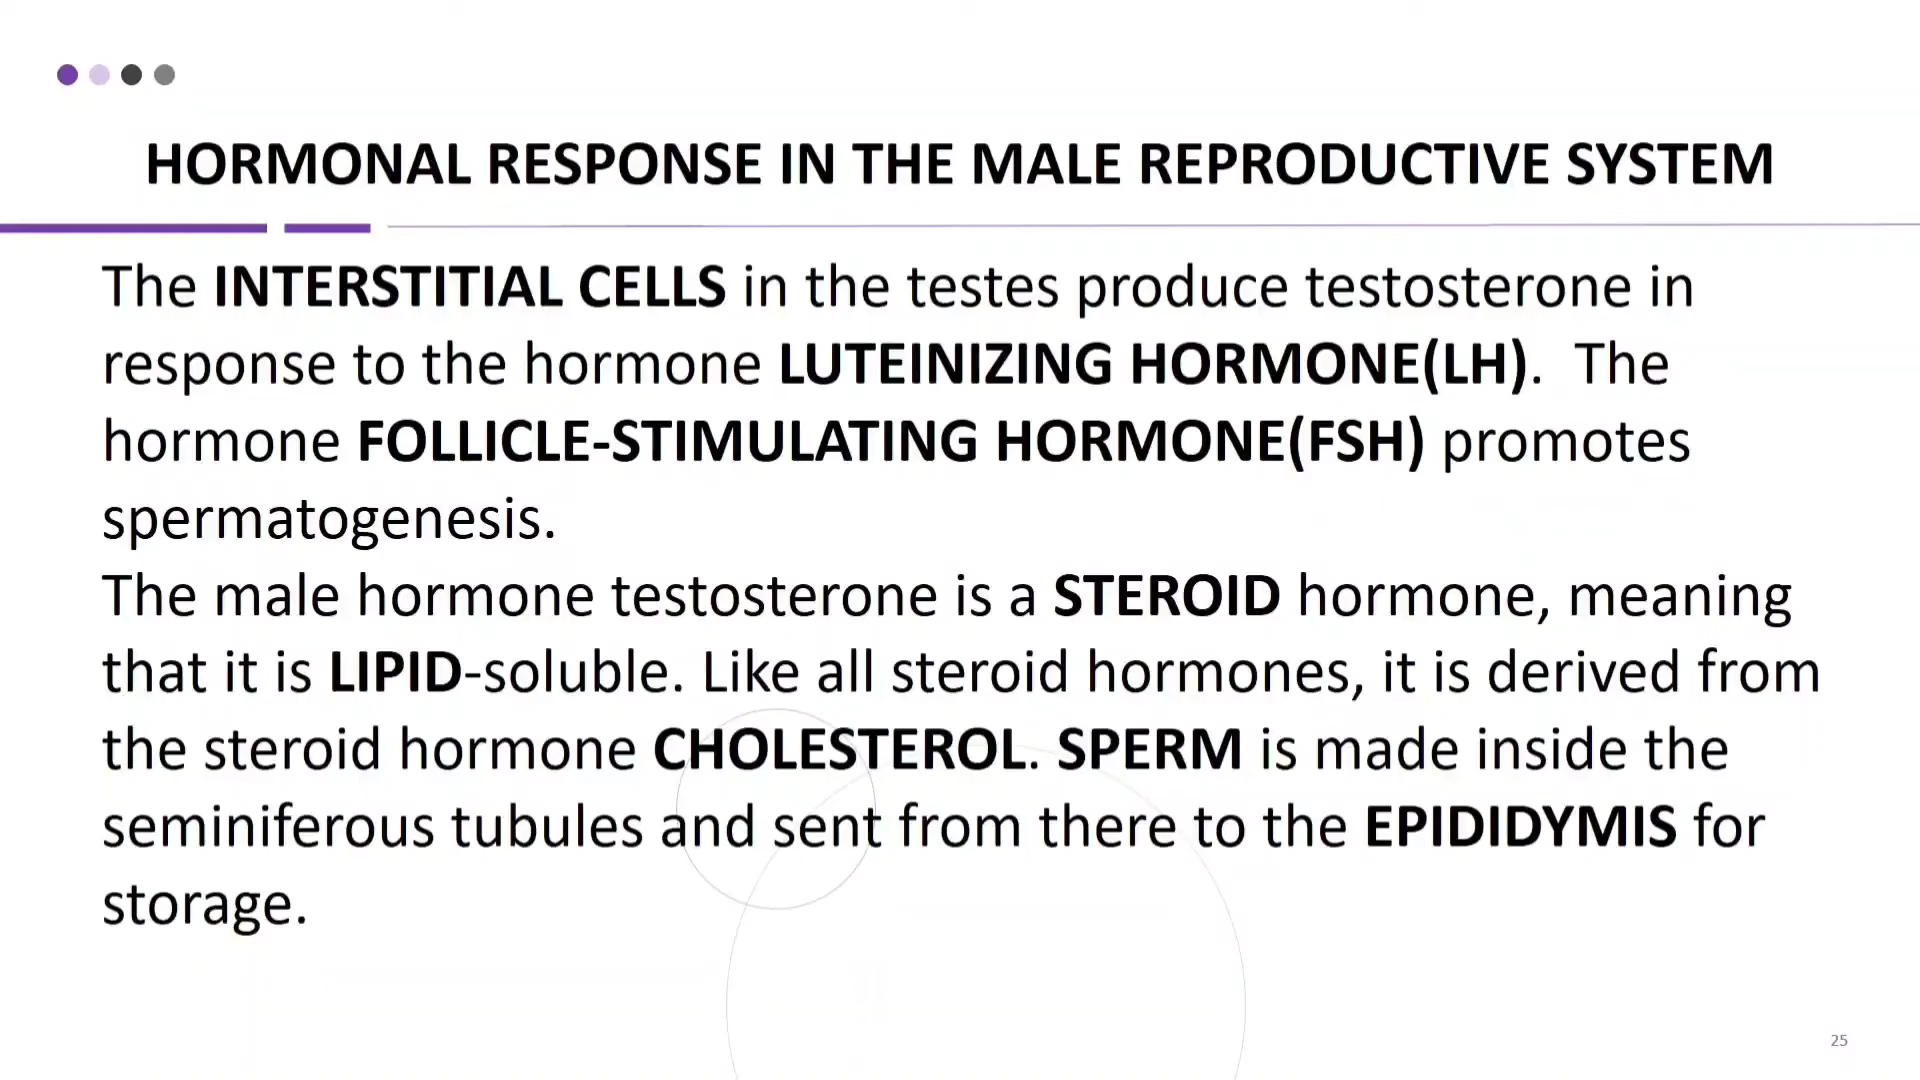 HORMONAL RESPONSE IN THE MALE REPRODUCTIVE SYSTEM
The INTERSTITIAL CELLS in the testes produce testosterone in
response to the hormone LUTEINIZING HORMONE(LH).  The
hormone FOLLICLE-STIMULATING HORMONE(FSH) promotes
spermatogenesis.
The male hormone testosterone is a STEROID hormone, meaning
that it is LIPID-soluble. Like all steroid hormones, it is derived from
the steroid hormone CHOLESTEROL. SPERM is made inside the
seminiferous tubules and sent from there to the EPIDIDYMIS for
storage.
25